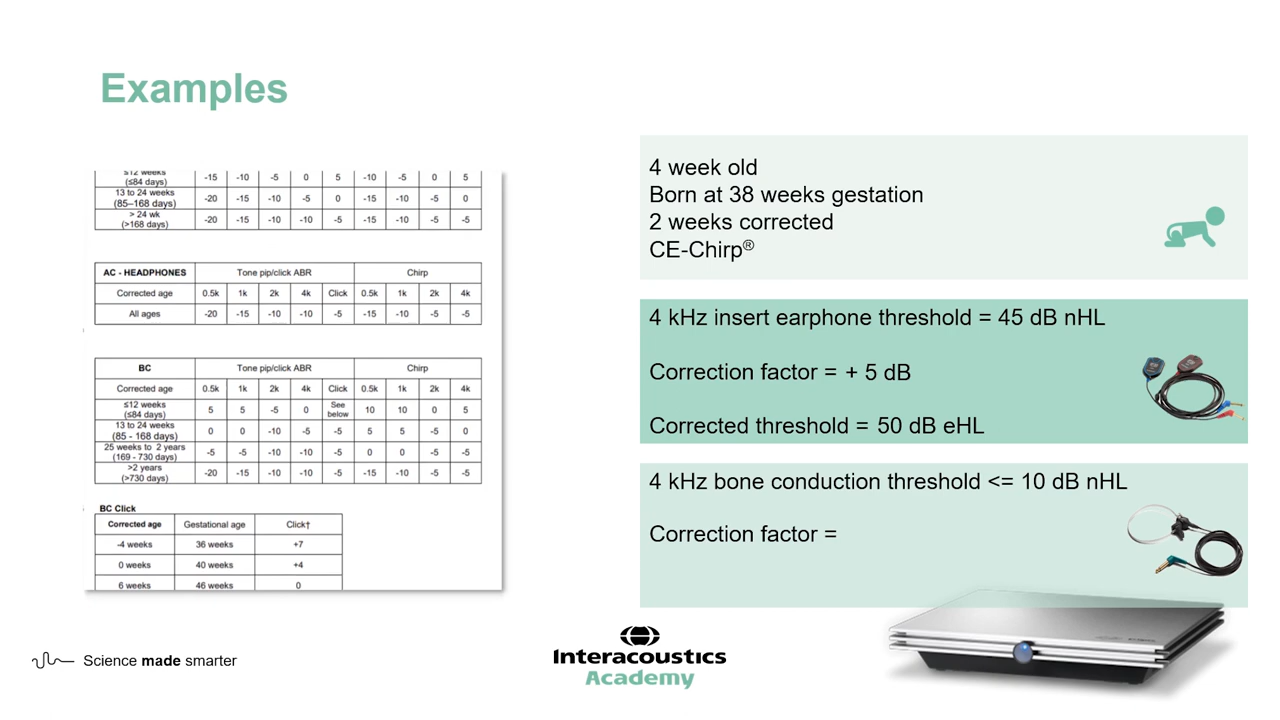 Examples
≤12 weeks
(≤84 days) -15 -10 -5 0 5 -10 -5 0 5
13 to 24 weeks
(85–168 days) -20 -15 -10 -5 0 -15 -10 -5 0
> 24 wk
(>168 days) -20 -15 -10 -10 -5 -15 -10 -5 -5
AC - HEADPHONES Tone pip/click ABR Chirp
Corrected age 0.5k 1k 2k 4k Click 0.5k 1k 2k 4k
All ages -20 -15 -10 -10 -5 -15 -10 -5 -5
BC Tone pip/click ABR Chirp
Corrected age 0.5k 1k 2k 4k Click 0.5k 1k 2k 4k
≤12 weeks
(≤84 days) 5 5 -5 0 See below 10 10 0 5
13 to 24 weeks
(85 - 168 days) 0 0 -10 -5 -5 5 5 -5 0
25 weeks to 2 years
(169 - 730 days) -5 -5 -10 -10 -5 0 0 -5 -5
>2 years
(>730 days) -20 -15 -10 -10 -5 -15 -10 -5 -5
BC Click
Corrected age Gestational age Click†
-4 weeks 36 weeks +7
0 weeks 40 weeks +4
6 weeks 46 weeks 0
4 week old
Born at 38 weeks gestation
2 weeks corrected
CE-Chirp®
4 kHz insert earphone threshold = 45 dB nHL
Correction factor = + 5 dB
Corrected threshold = 50 dB eHL
4 kHz bone conduction threshold <= 10 dB nHL
Correction factor =
Science made smarter
Interacoustics
Academy